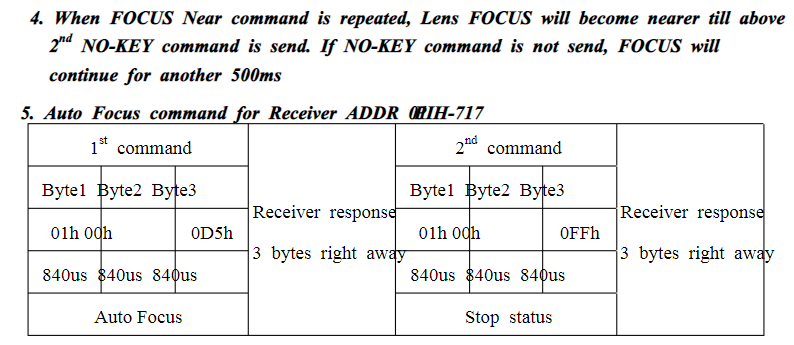 4. When FOCUS Near command is repeated, Lens FOCUS will become nearer till above
2nd NO-KEY command is send. If NO-KEY command is not send, FOCUS will
continue for another 500ms
5. Auto Focus command for Receiver ADDR IH-717
1st command
2nd command
Byte1 Byte2 Byte3
Byte1 Byte2 Byte3
Receiver response
Receiver response
01h 00h 0D5h
01h 00h 0FFh
3 bytes right away
3 bytes right away
840us 840us 840us
840us 840us 840us
Auto Focus
Stop status